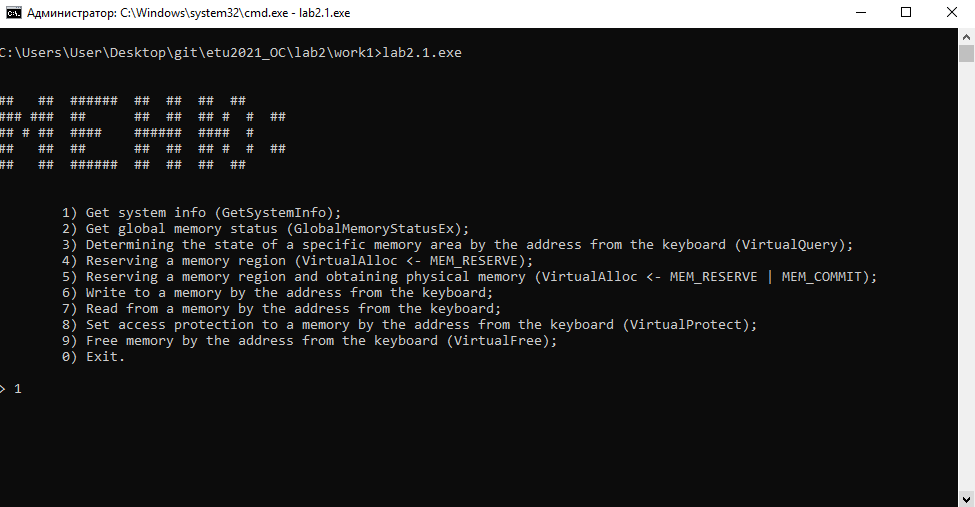 Администратор: C:\Windows\system32\cmd.exe - lab2.1.exe
C:\Users\User\Desktop\git\etu2021_OC\lab2\work1>lab2.1.exe
МЕНЮ:
1) Get system info (GetSystemInfo);
2) Get global memory status (GlobalMemoryStatusEx);
3) Determining the state of a specific memory area by the address from the keyboard (VirtualQuery);
4) Reserving a memory region (VirtualAlloc <- MEM_RESERVE);
5) Reserving a memory region and obtaining physical memory (VirtualAlloc <- MEM_RESERVE | MEM_COMMIT);
6) Write to a memory by the address from the keyboard;
7) Read from a memory by the address from the keyboard;
8) Set access protection to a memory by the address from the keyboard (VirtualProtect);
9) Free memory by the address from the keyboard (VirtualFree);
0) Exit.
> 1